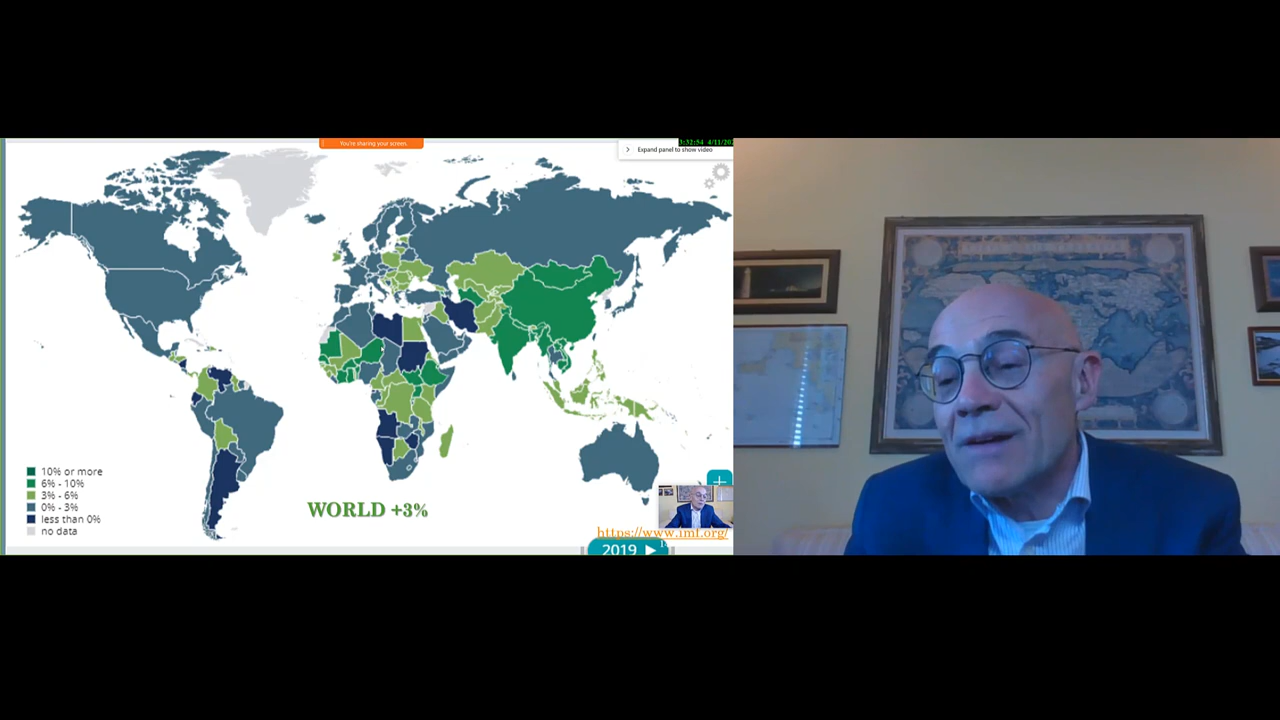 You're sharing your screen.
Expand panel to show video
10% or more
6% - 10%
3% - 6%
0% - 3%
less than 0%
no data
WORLD +3%
https://www.imf.org/
2019